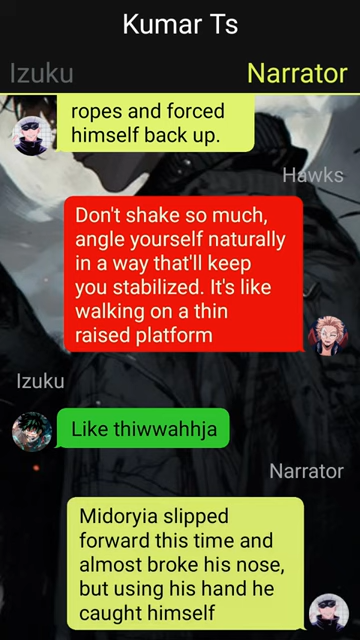 Kumar Ts
Izuku
Narrator
ropes and forced
himself back up.
Hawks
Don't shake so much,
angle yourself naturally
in a way that'll keep
you stabilized. It's like
walking on a thin
raised platform
Izuku
Like thiwwahhja
Narrator
Midoryia slipped
forward this time and
almost broke his nose,
but using his hand he
caught himself